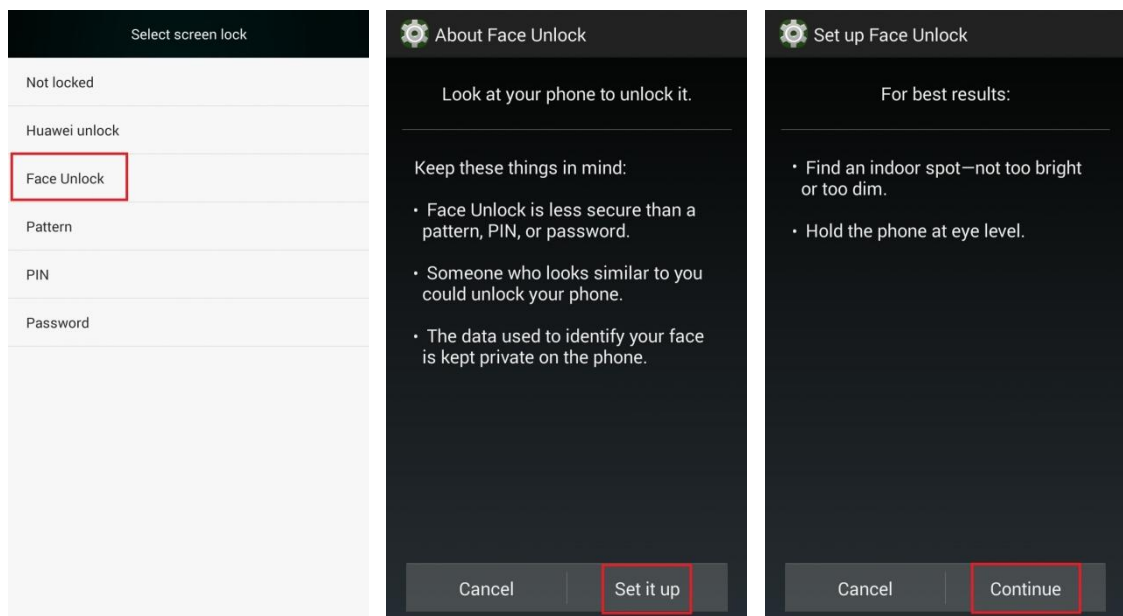 Select screen lock
Not locked
Huawei unlock
Face Unlock
Pattern
PIN
Password
About Face Unlock
Look at your phone to unlock it.
Keep these things in mind:
• Face Unlock is less secure than a
pattern, PIN, or password.
• Someone who looks similar to you
could unlock your phone.
• The data used to identify your face
is kept private on the phone.
Cancel
Set it up
Set up Face Unlock
For best results:
• Find an indoor spot—not too bright
or too dim.
• Hold the phone at eye level.
Cancel
Continue